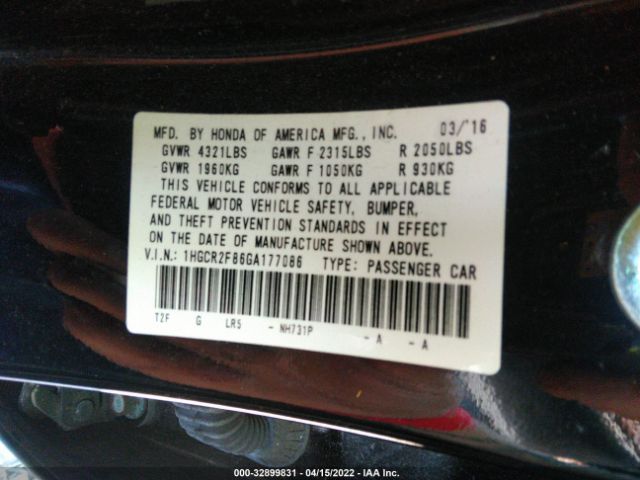 MFD. BY HONDA OF AMERICA MFG., INC. 03/'16
GVWR 4321LBS GAWR F 2315LBS R 2050LBS
GVWR 1960KG GAWR F 1050KG R 930KG
THIS VEHICLE CONFORMS TO ALL APPLICABLE
FEDERAL MOTOR VEHICLE SAFETY, BUMPER,
AND THEFT PREVENTION STANDARDS IN EFFECT
ON THE DATE OF MANUFACTURE SHOWN ABOVE.
V.I.N.: 1HGCR2F86GA177086 TYPE: PASSENGER CAR
T2F G LR5 - NH731P - A - A
000-32899831 - 04/15/2022 - IAA Inc.